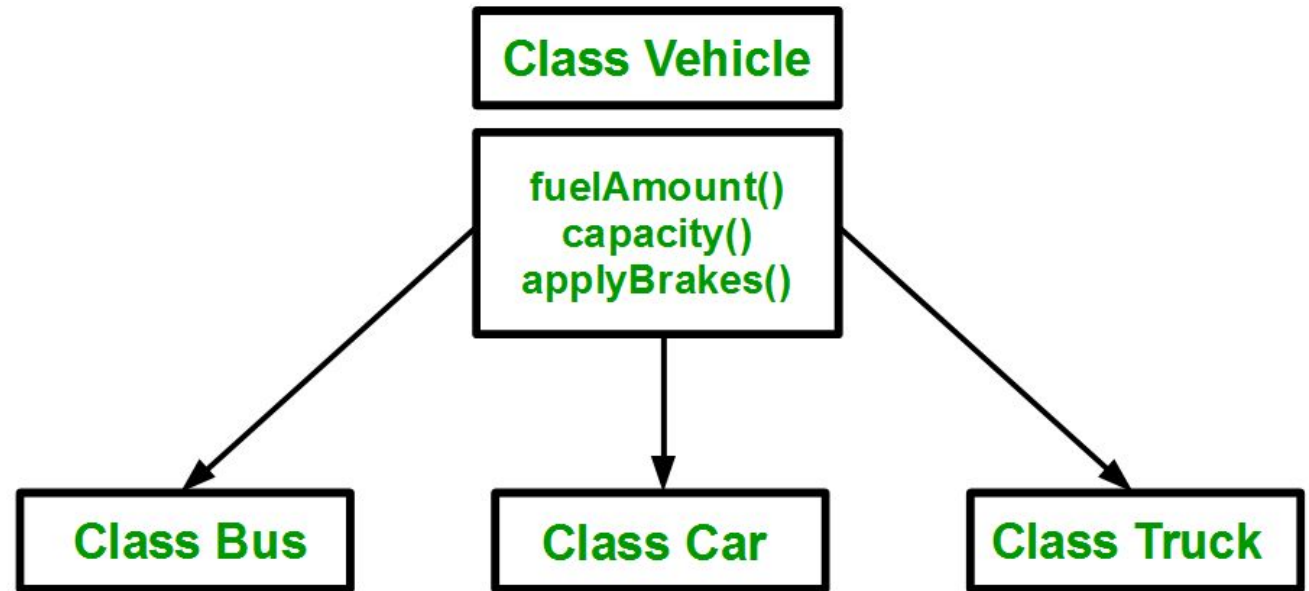 Class Vehicle
fuelAmount()
capacity()
applyBrakes()
Class Bus
Class Car
Class Truck